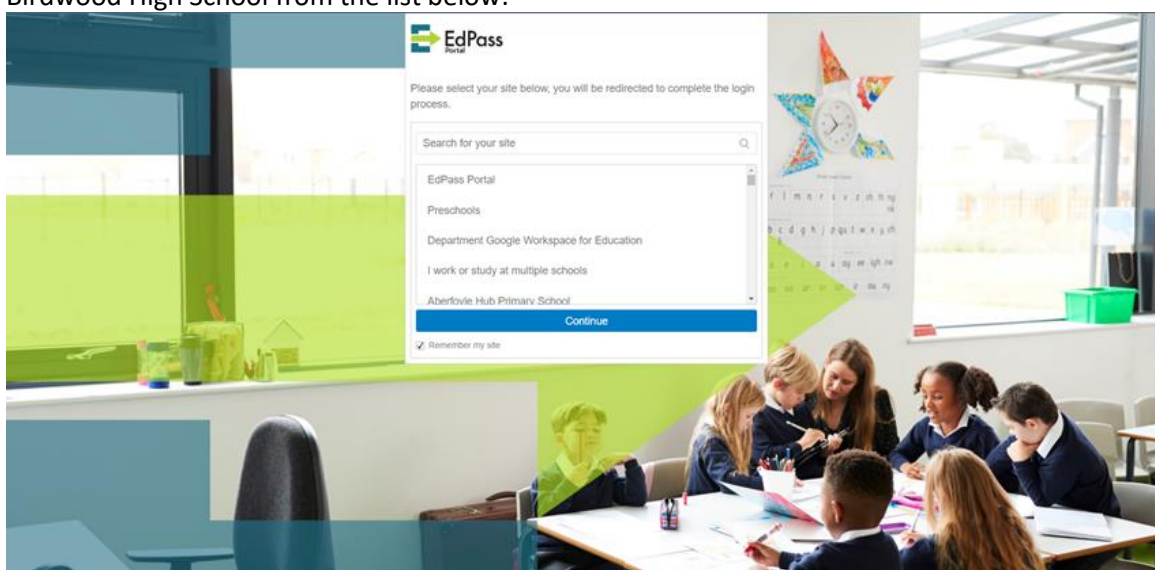 Birdwood High School from the list below:
EdPass
Portal
Please select your site below, you will be redirected to complete the login
process.
Search for your site
EdPass Portal
Preschools
Department Google Workspace for Education
I work or study at multiple schools
Aberfoyle Hub Primary School
Continue
Remember my site